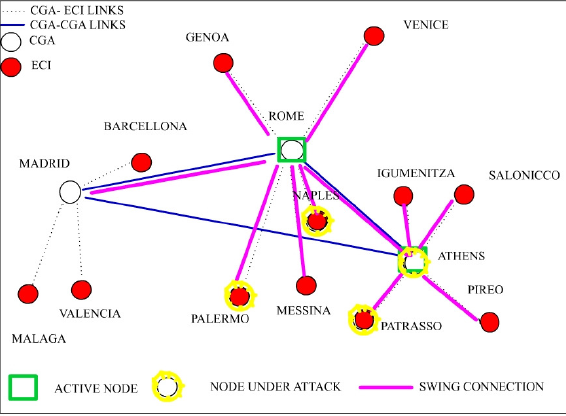 CGA- ECI LINKS
CGA-CGA LINKS
CGA
ECI
GENOA
VENICE
ROME
BARCELLONA
MADRID
IGUMENITZA
SALONICCO
NAPLES
ATHENS
PIREO
VALENCIA
PALERMO
MESSINA
PATRASSO
MALAGA
ACTIVE NODE
NODE UNDER ATTACK
SWING CONNECTION